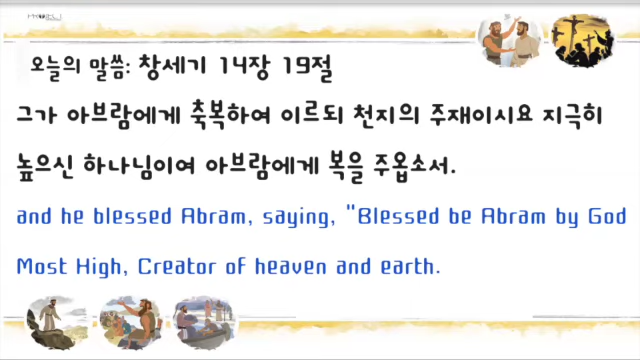 오늘의 말씀: 창세기 14장 19절
그가 아브람에게 축복하여 이르되 천지의 주재이시요 지극히
높으신 하나님이여 아브람에게 복을 주옵소서.
and he blessed Abram, saying, "Blessed be Abram by God
Most High, Creator of heaven and earth.